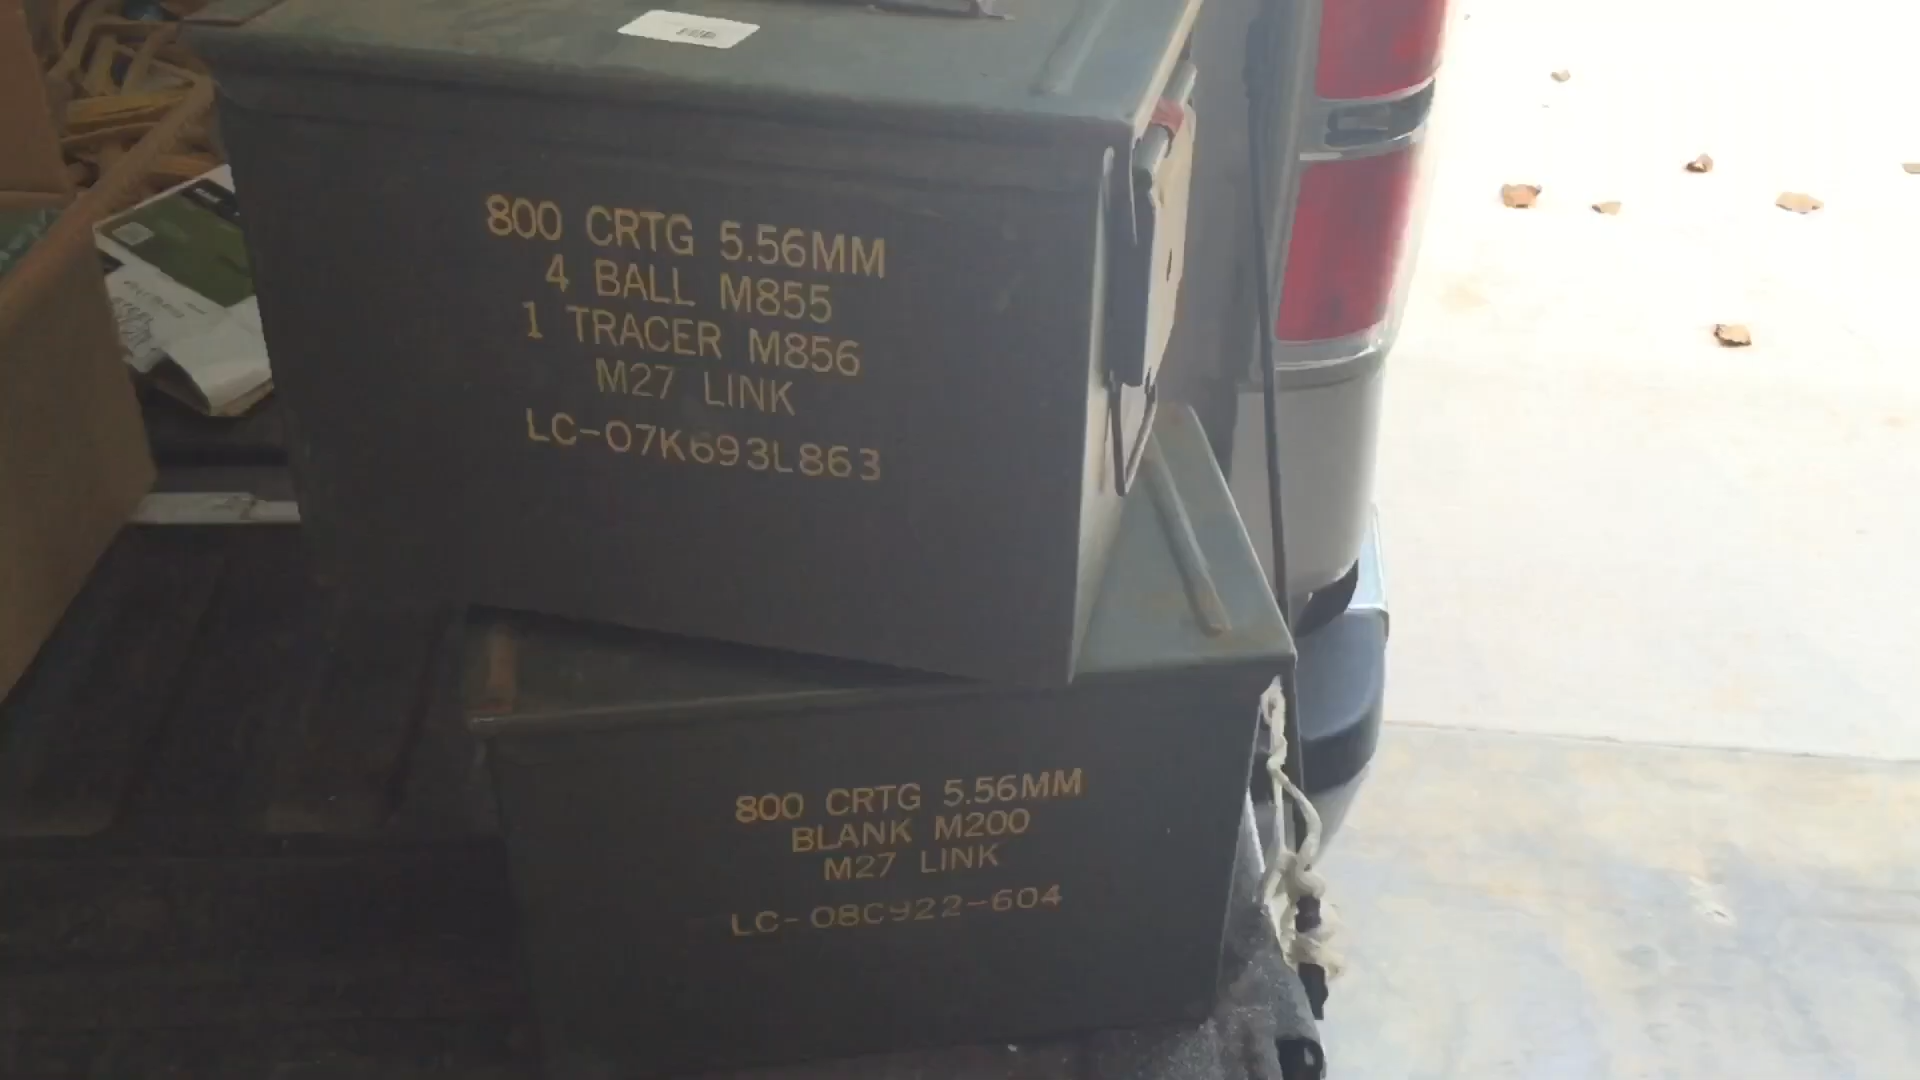 800 CRTG 5.56MM
4 BALL M855
1 TRACER M856
M27 LINK
LC-07K693L863
800 CRTG 5.56MM
BLANK M200
M27 LINK
LC-08C922-604